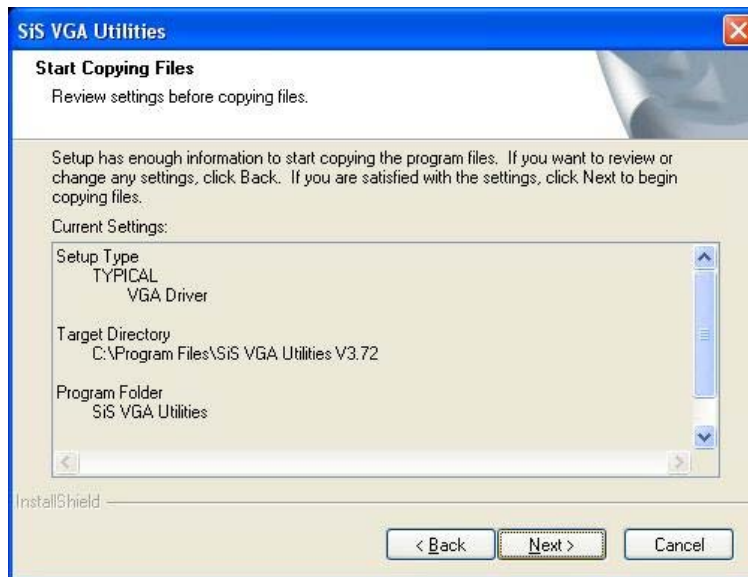 SiS VGA Utilities
Start Copying Files
Review settings before copying files.
Setup has enough information to start copying the program files. If you want to review or
change any settings, click Back. If you are satisfied with the settings, click Next to begin
copying files.
Current Settings:
Setup Type
TYPICAL
VGA Driver
Target Directory
C:\Program Files\SiS VGA Utilities V3.72
Program Folder
SiS VGA Utilities
InstallShield
< Back
Next >
Cancel